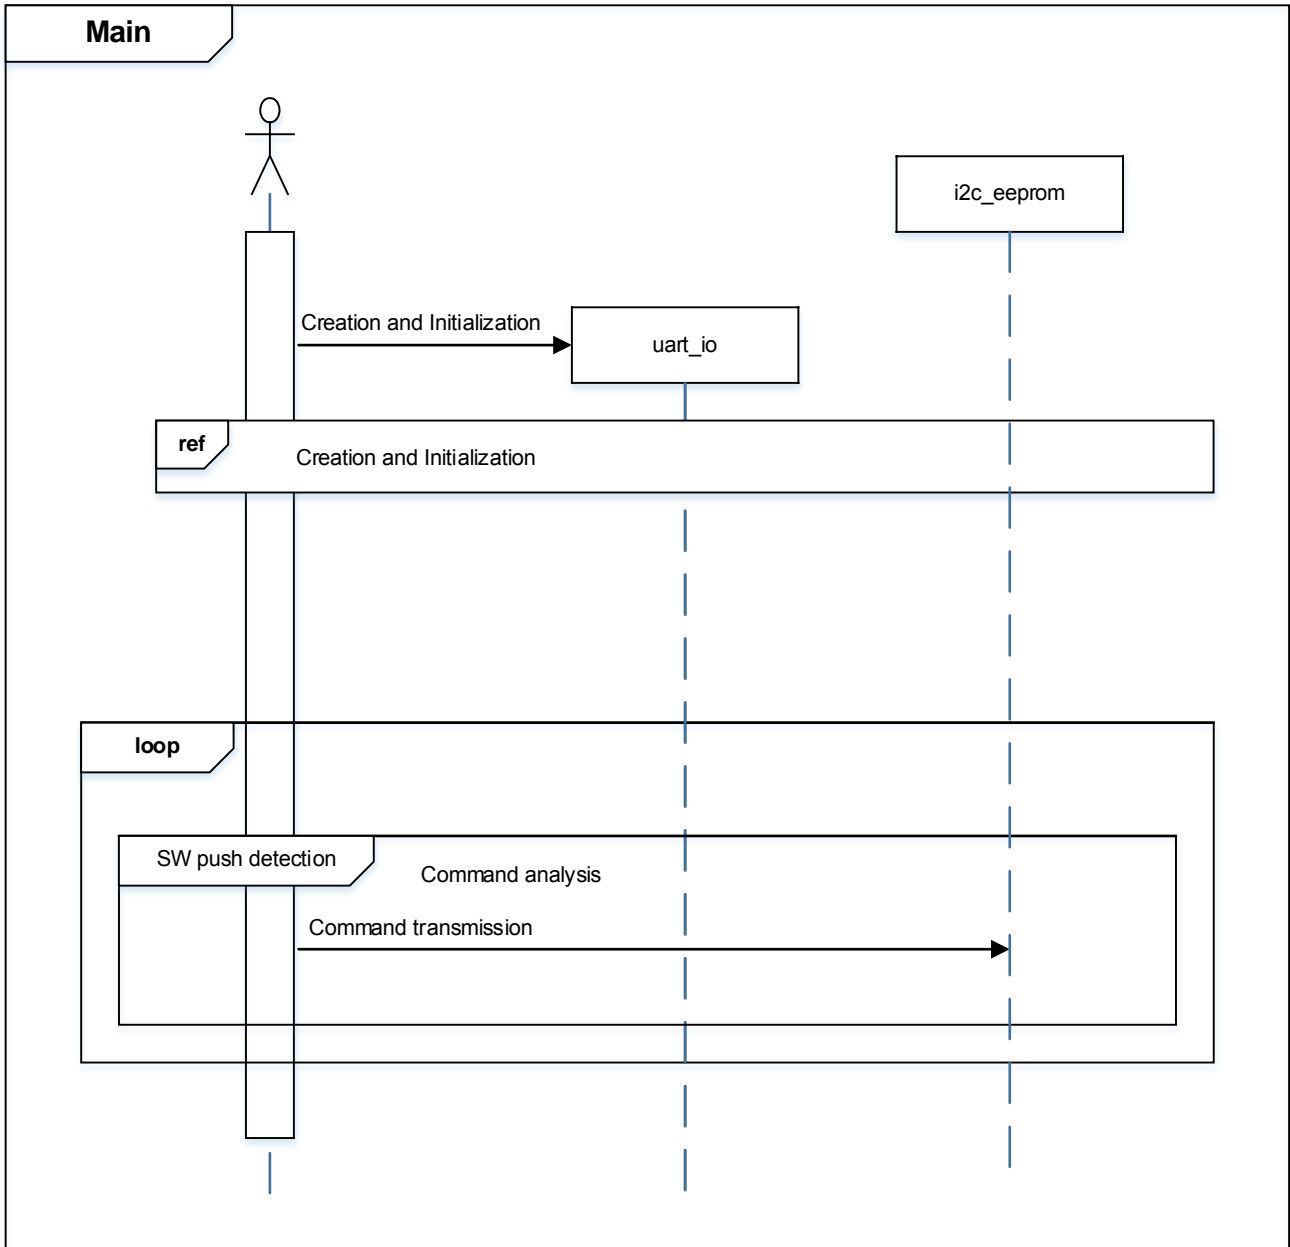 Main
i2c_eeprom
Creation and Initialization
uart_io
ref
Creation and Initialization
loop
SW push detection
Command analysis
Command transmission